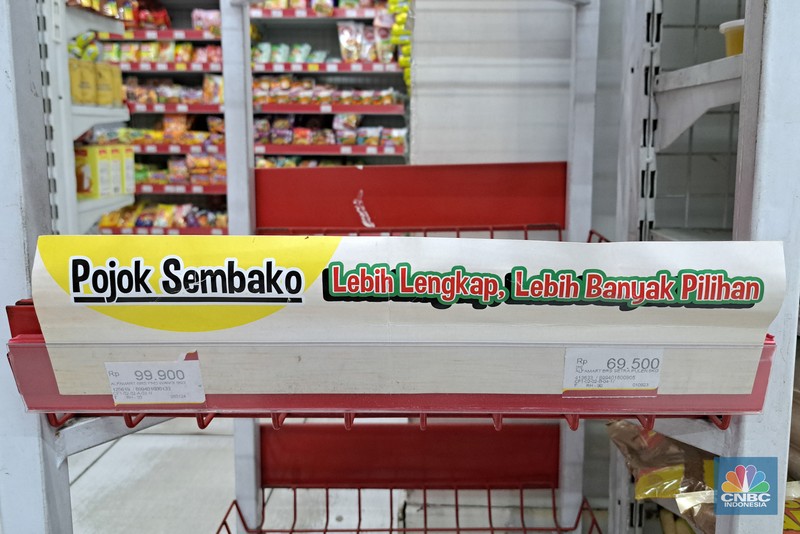 Pojok Sembako
Lebih Lengkap, Lebih Banyak Pilihan
Rp 99.900
Rp 69.500
CNBC
INDONESIA